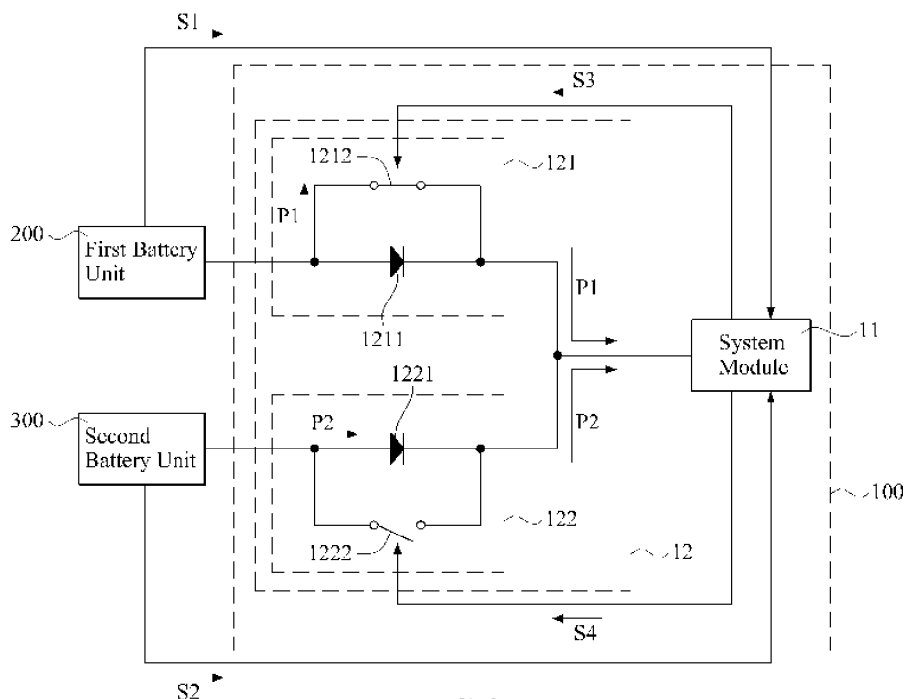 S1
S3
1212
121
P1
200
First Battery
Unit
P1
1211
11
System
Module
1221
300
P2
P2
Second
Battery Unit
100
122
1222
12
S4
S2